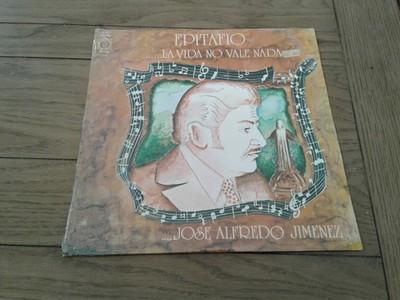 EPITAFIO
.....LA VIDA NO VALE NADA.....
.....JOSE ALFREDO JIMENEZ